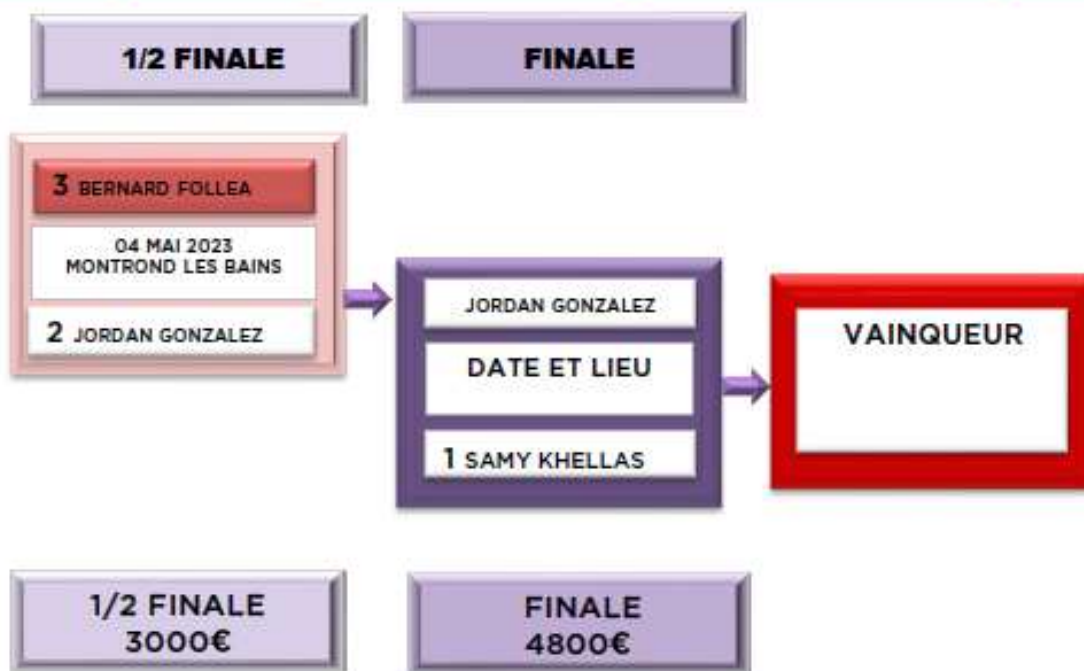 1/2 FINALE
FINALE
3 BERNARD FOLLEA
04 MAI 2023
MONTROND LES BAINS
2 JORDAN GONZALEZ
JORDAN GONZALEZ
DATE ET LIEU
1 SAMY KHELLAS
VAINQUEUR
1/2 FINALE
3000€
FINALE
4800€